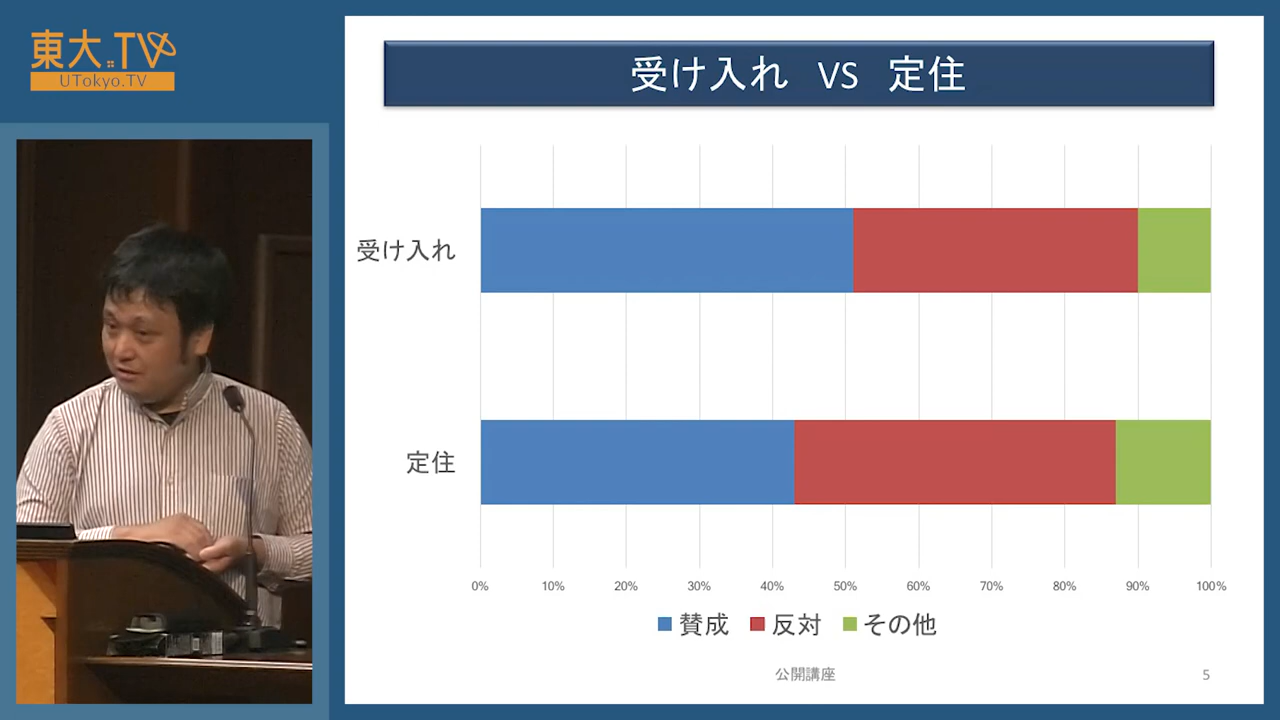 東大.TV
UTokyo.TV
受け入れ VS 定住
受け入れ
定住
0% 10% 20% 30% 40% 50% 60% 70% 80% 90% 100%
賛成 反対 その他
公開講座 5